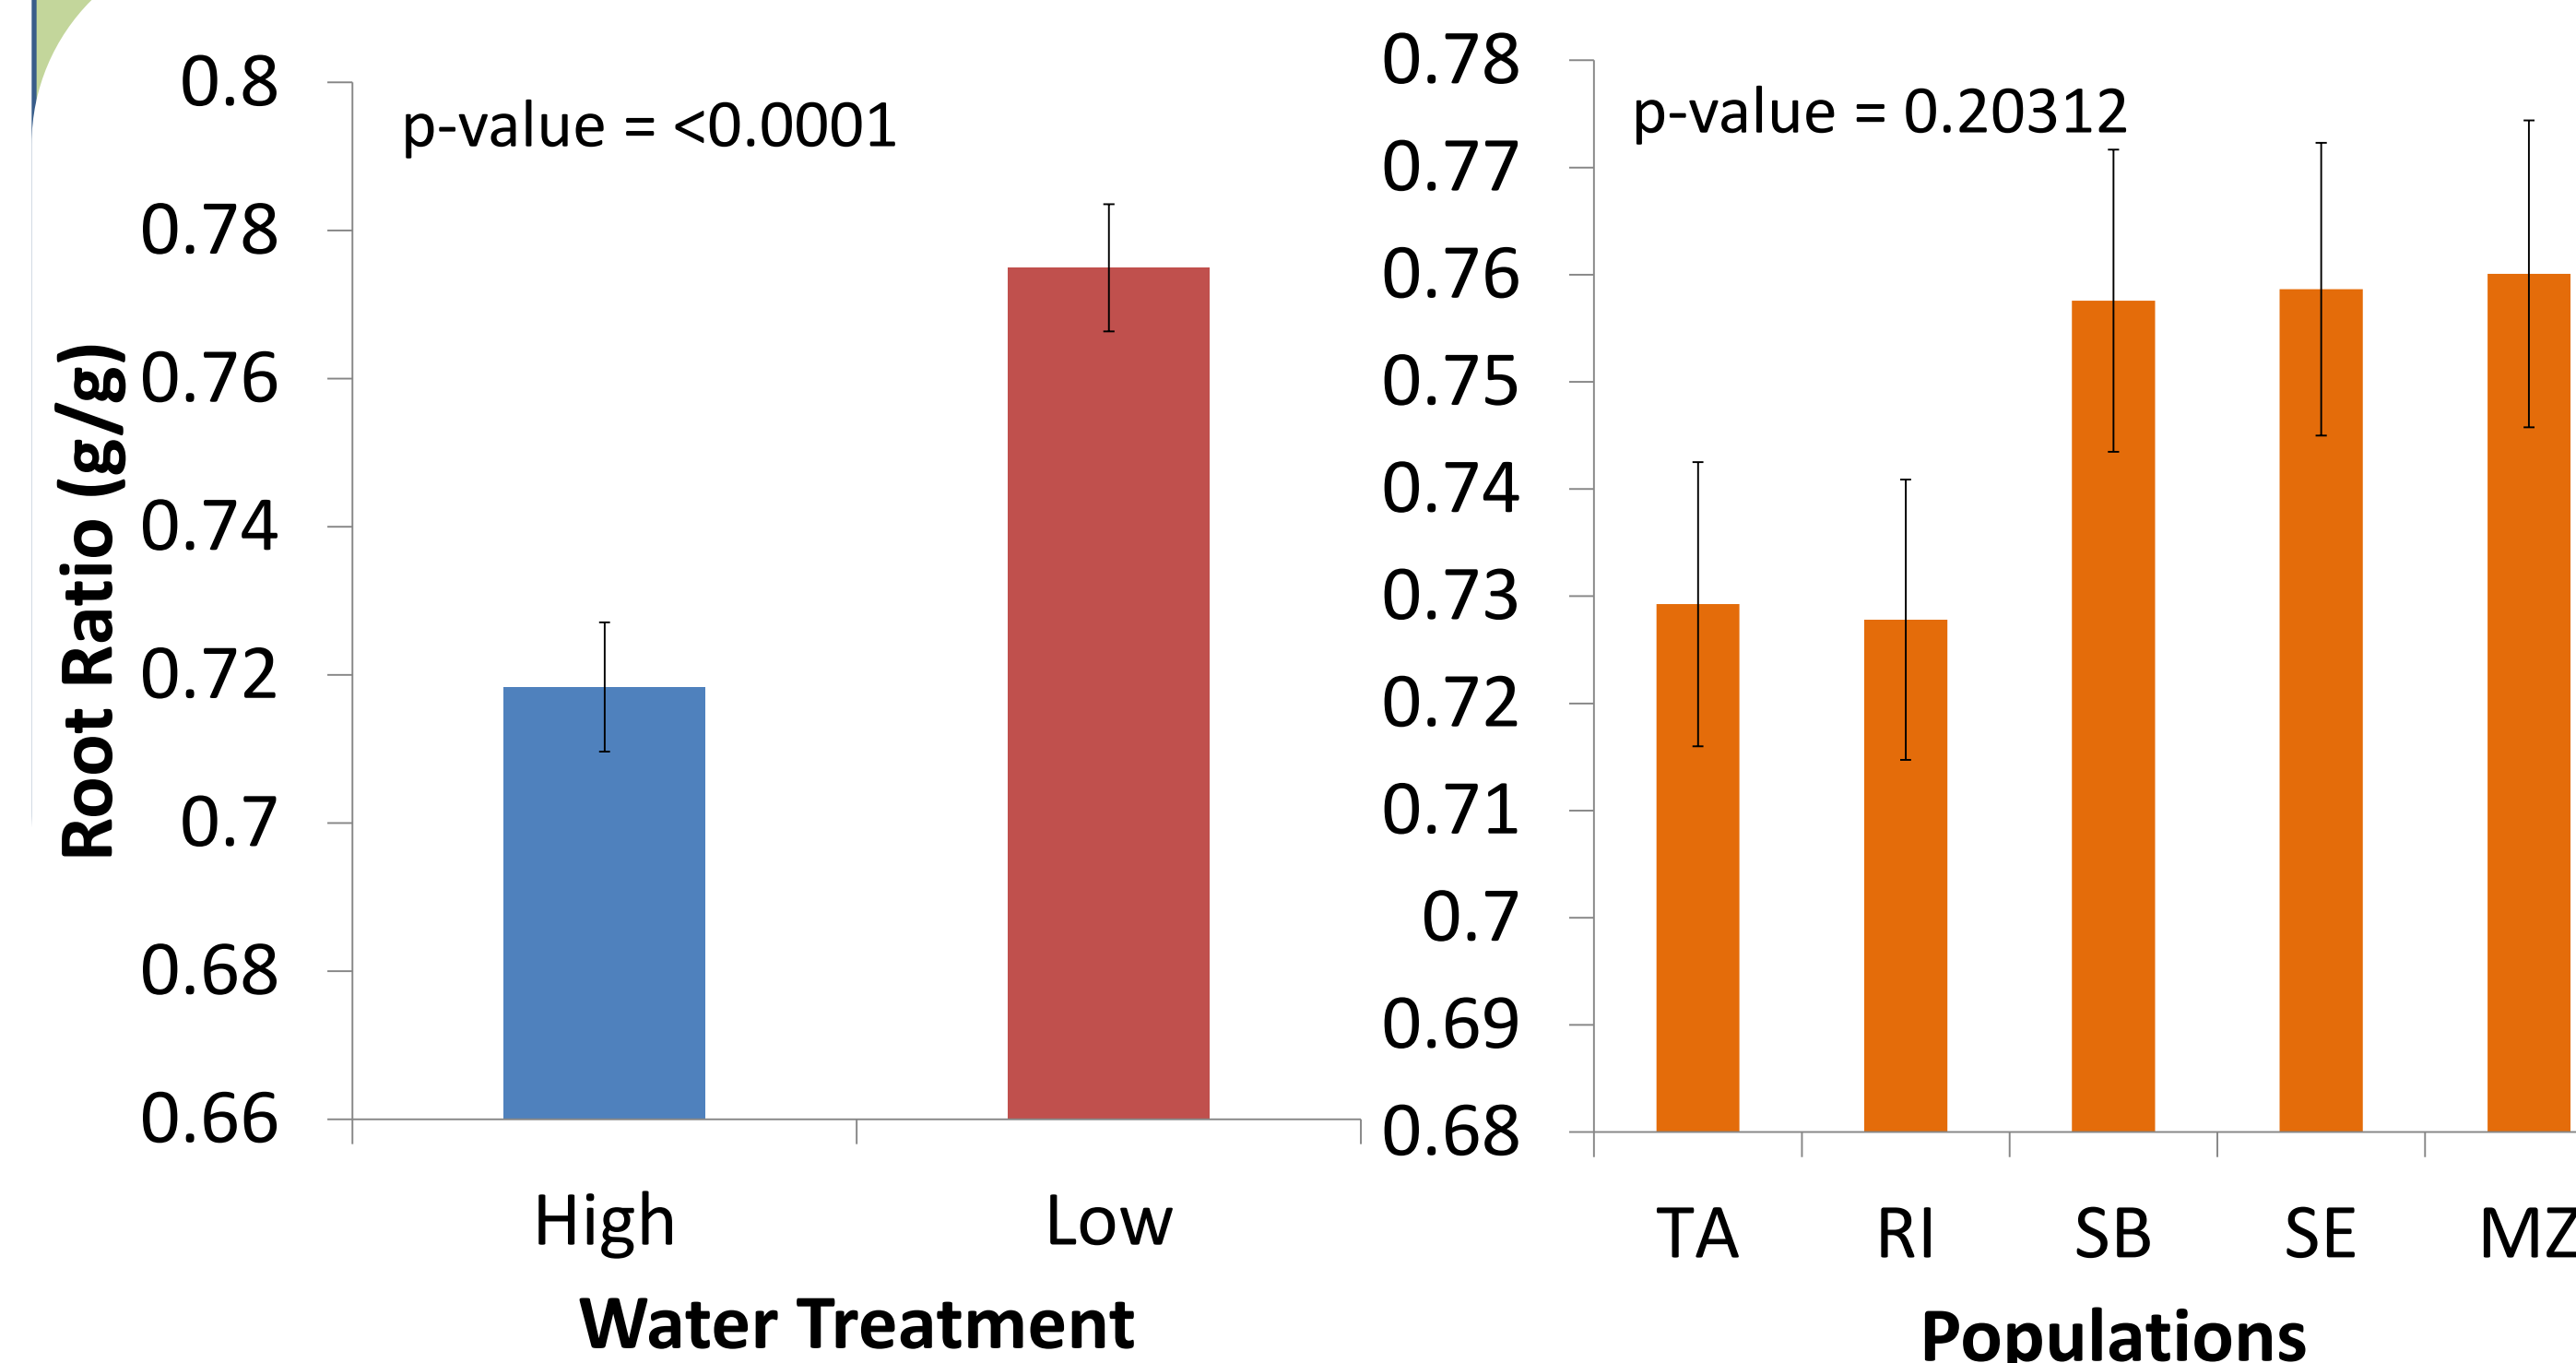 Root Ratio (g/g)
0.8
0.78
0.76
0.74
0.72
0.7
0.68
0.66
p-value = <0.0001
High Low
Water Treatment
0.78
0.77
0.76
0.75
0.74
0.73
0.72
0.71
0.7
0.69
0.68
p-value = 0.20312
TA RI SB SE MZ
Populations